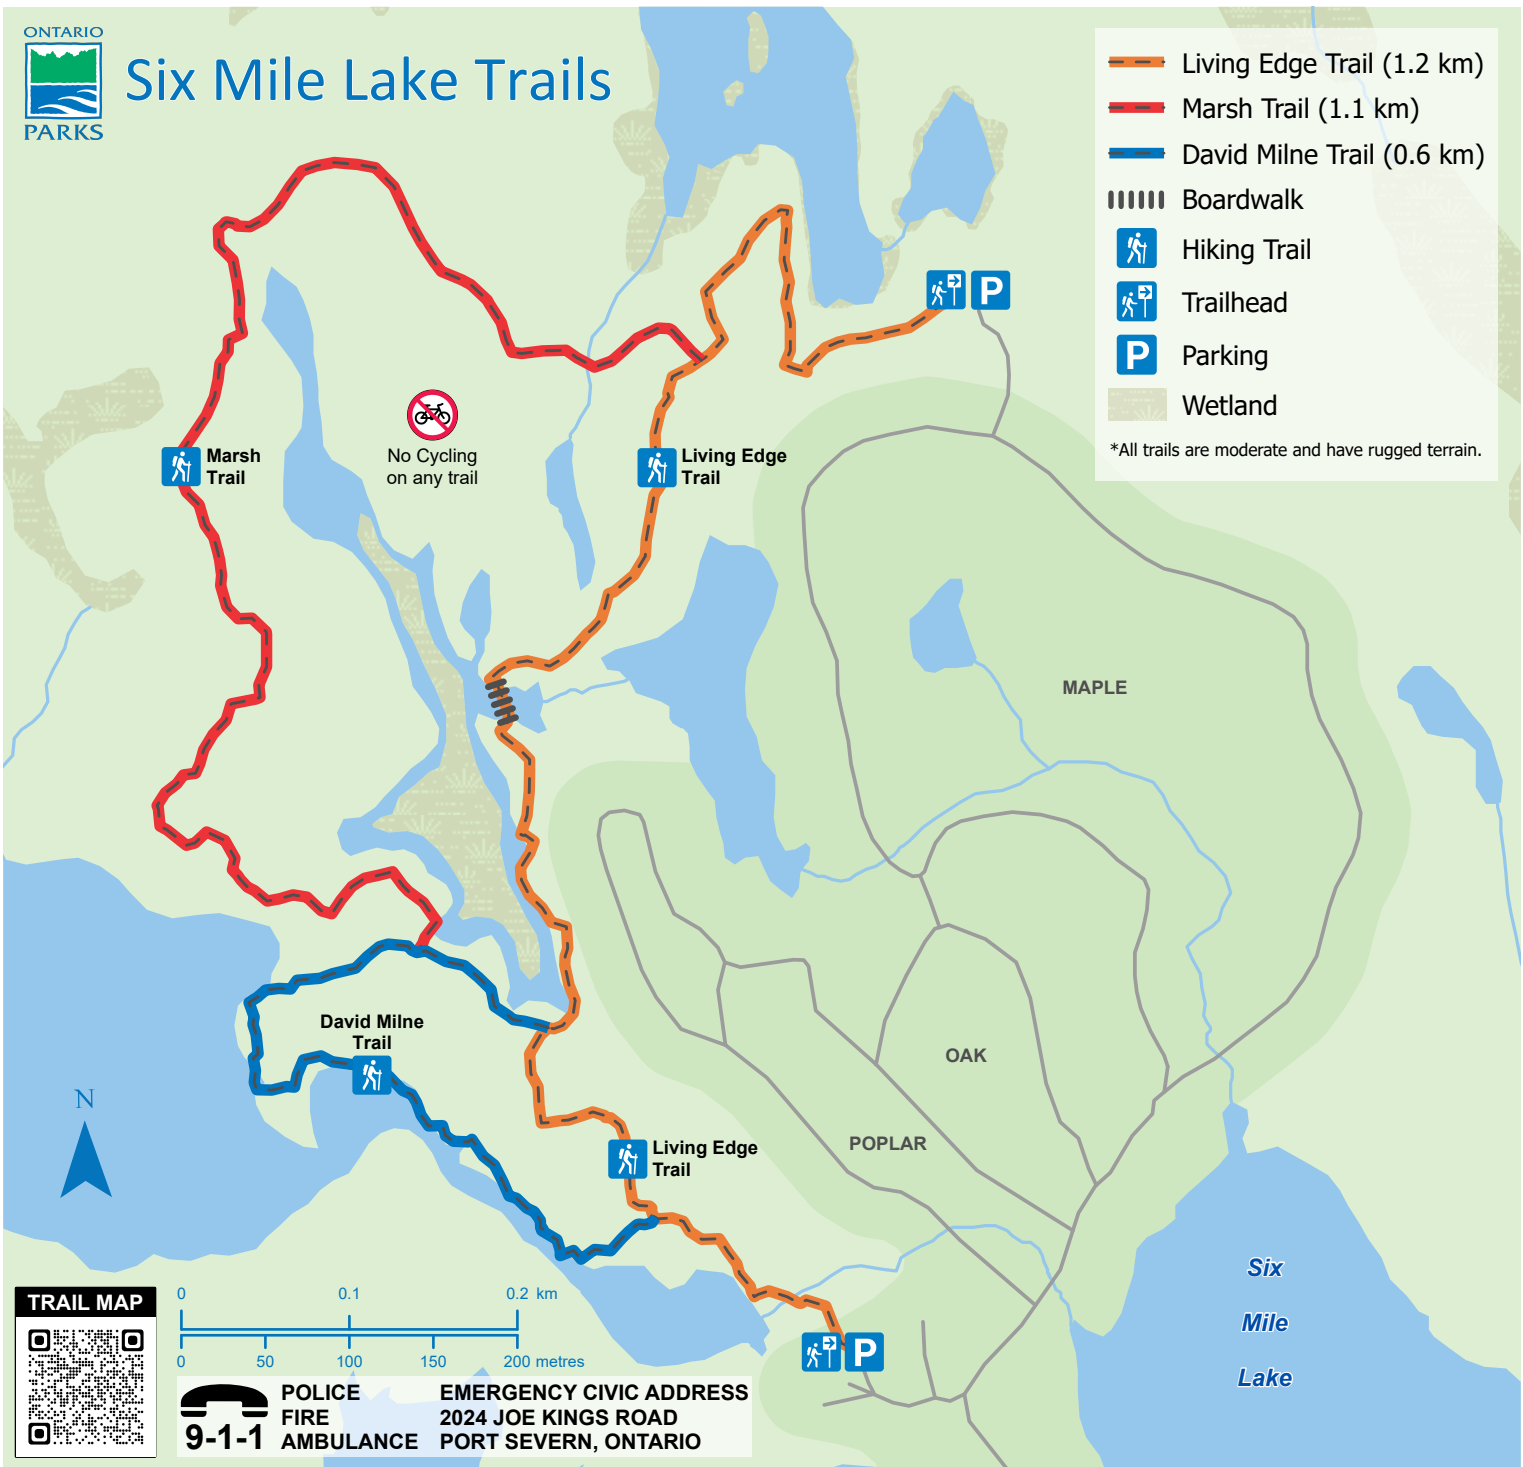 ONTARIO
PARKS
Six Mile Lake Trails
Living Edge Trail (1.2 km)
Marsh Trail (1.1 km)
David Milne Trail (0.6 km)
Boardwalk
Hiking Trail
Trailhead
P
Parking
Wetland
*All trails are moderate and have rugged terrain.
P
Marsh
Trail
No Cycling
on any trail
Living Edge
Trail
MAPLE
David Milne
Trail
OAK
POPLAR
N
Living Edge
Trail
Six
Mile
Lake
P
TRAIL MAP
0 0.1 0.2 km
0 50 100 150 200 metres
9-1-1
POLICE
FIRE
AMBULANCE
EMERGENCY CIVIC ADDRESS
2024 JOE KINGS ROAD
PORT SEVERN, ONTARIO